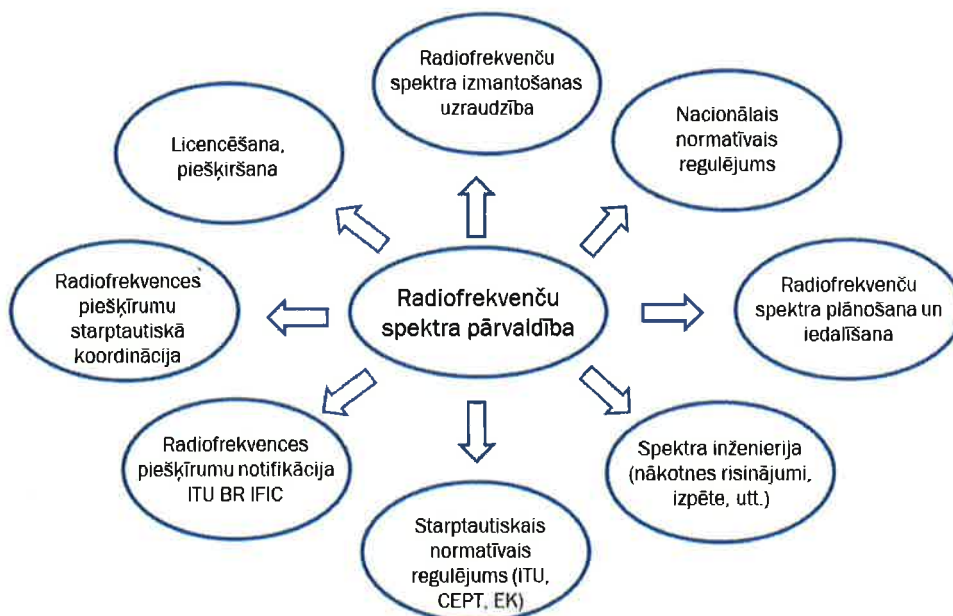 Radiofrekvenču
spektra izmantošanas
uzraudzība
Nacionālais
normatīvais
regulējums
Licencēšana,
piešķiršana
Radiofrekvences
piešķīrumu
starptautiskā
koordinācija
Radiofrekvenču
spektra pārvaldība
Radiofrekvenču
spektra plānošana un
iedalīšana
Radiofrekvences
piešķīrumu notifikācija
ITU BR IFIC
Spektra inženierija
(nākotnes risinājumi,
izpēte, utt.)
Starptautiskais
normatīvais
regulējums (ITU,
CEPT, EK)